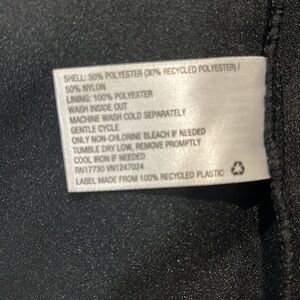 SHELL: 50% POLYESTER (30% RECYCLED POLYESTER) /
50% NYLON
LINING: 100% POLYESTER
WASH INSIDE OUT
MACHINE WASH COLD SEPARATELY
GENTLE CYCLE
ONLY NON-CHLORINE BLEACH IF NEEDED
TUMBLE DRY LOW, REMOVE PROMPTLY
COOL IRON IF NEEDED
RN17730 VN1247024
LABEL MADE FROM 100% RECYCLED PLASTIC